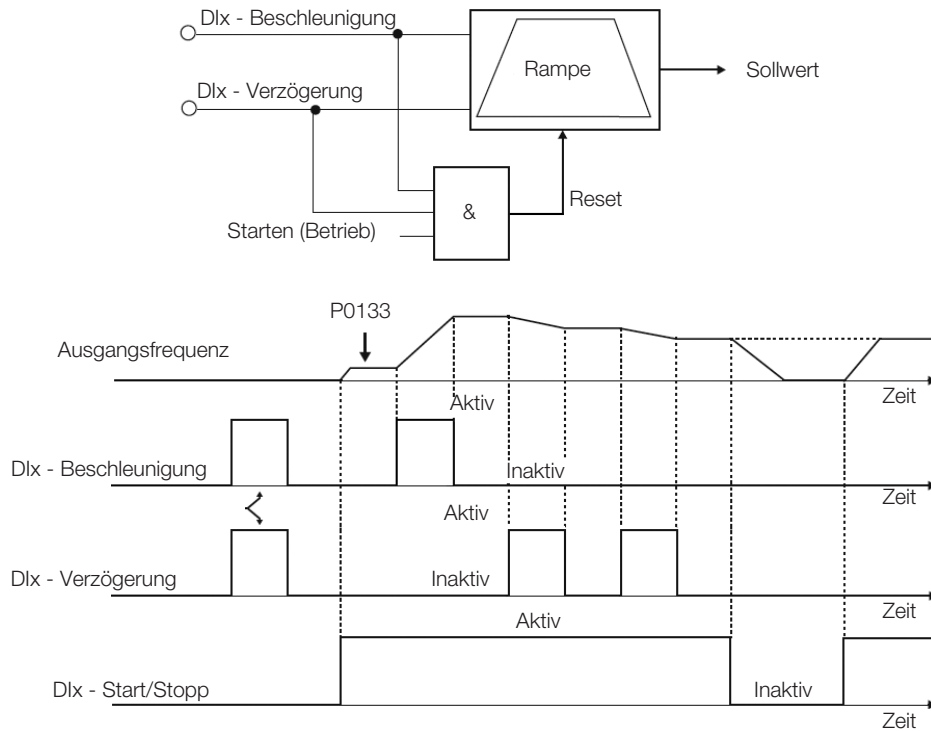 DIx - Beschleunigung
Rampe
Sollwert
DIx - Verzögerung
&
Reset
Starten (Betrieb)
P0133
Ausgangsfrequenz
Zeit
Aktiv
DIx - Beschleunigung
Inaktiv
Zeit
Aktiv
DIx - Verzögerung
Inaktiv
Zeit
Aktiv
DIx - Start/Stopp
Inaktiv
Zeit